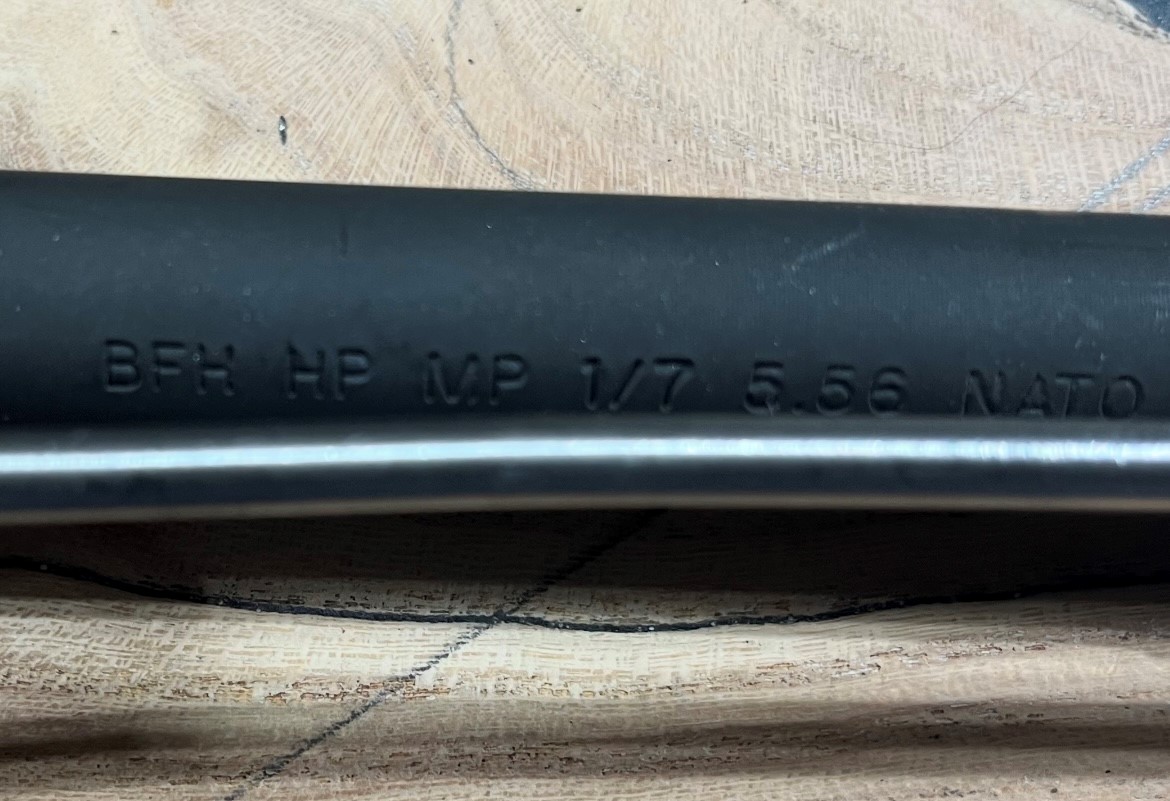 BFH HP MP 1/7 5.56 NATO